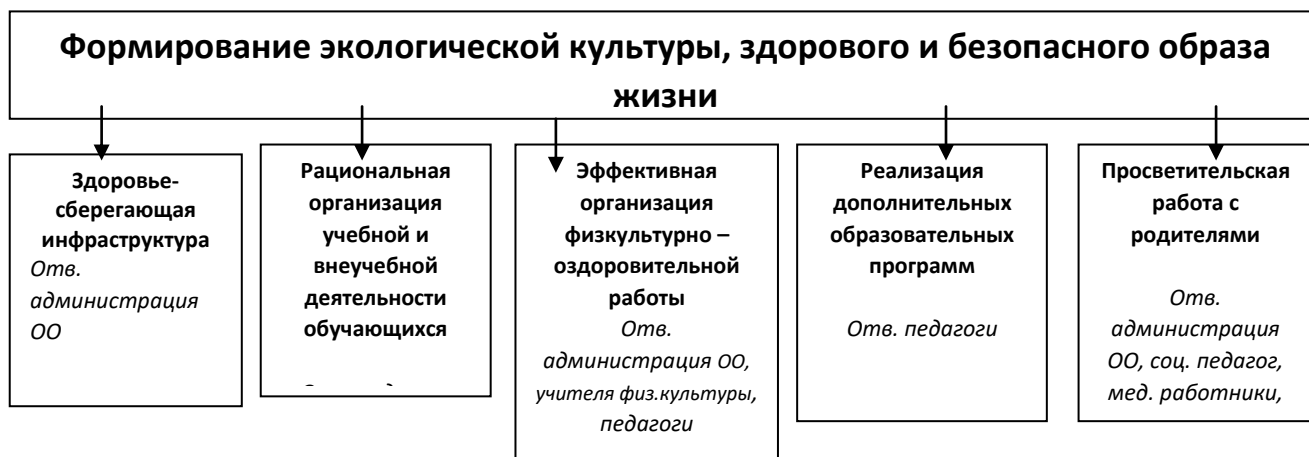 Формирование экологической культуры, здорового и безопасного образа
жизни
Здоровье-
сберегающая
инфраструктура
Отв.
администрация
ОО
Рациональная
организация
учебной и
внеучебной
деятельности
обучающихся
Эффективная
организация
физкультурно –
оздоровительной
работы
Отв.
администрация ОО,
учителя физ.культуры,
педагоги
Реализация
дополнительных
образовательных
программ
Отв. педагоги
Просветительская
работа с
родителями
Отв.
администрация
ОО, соц. педагог,
мед. работники,